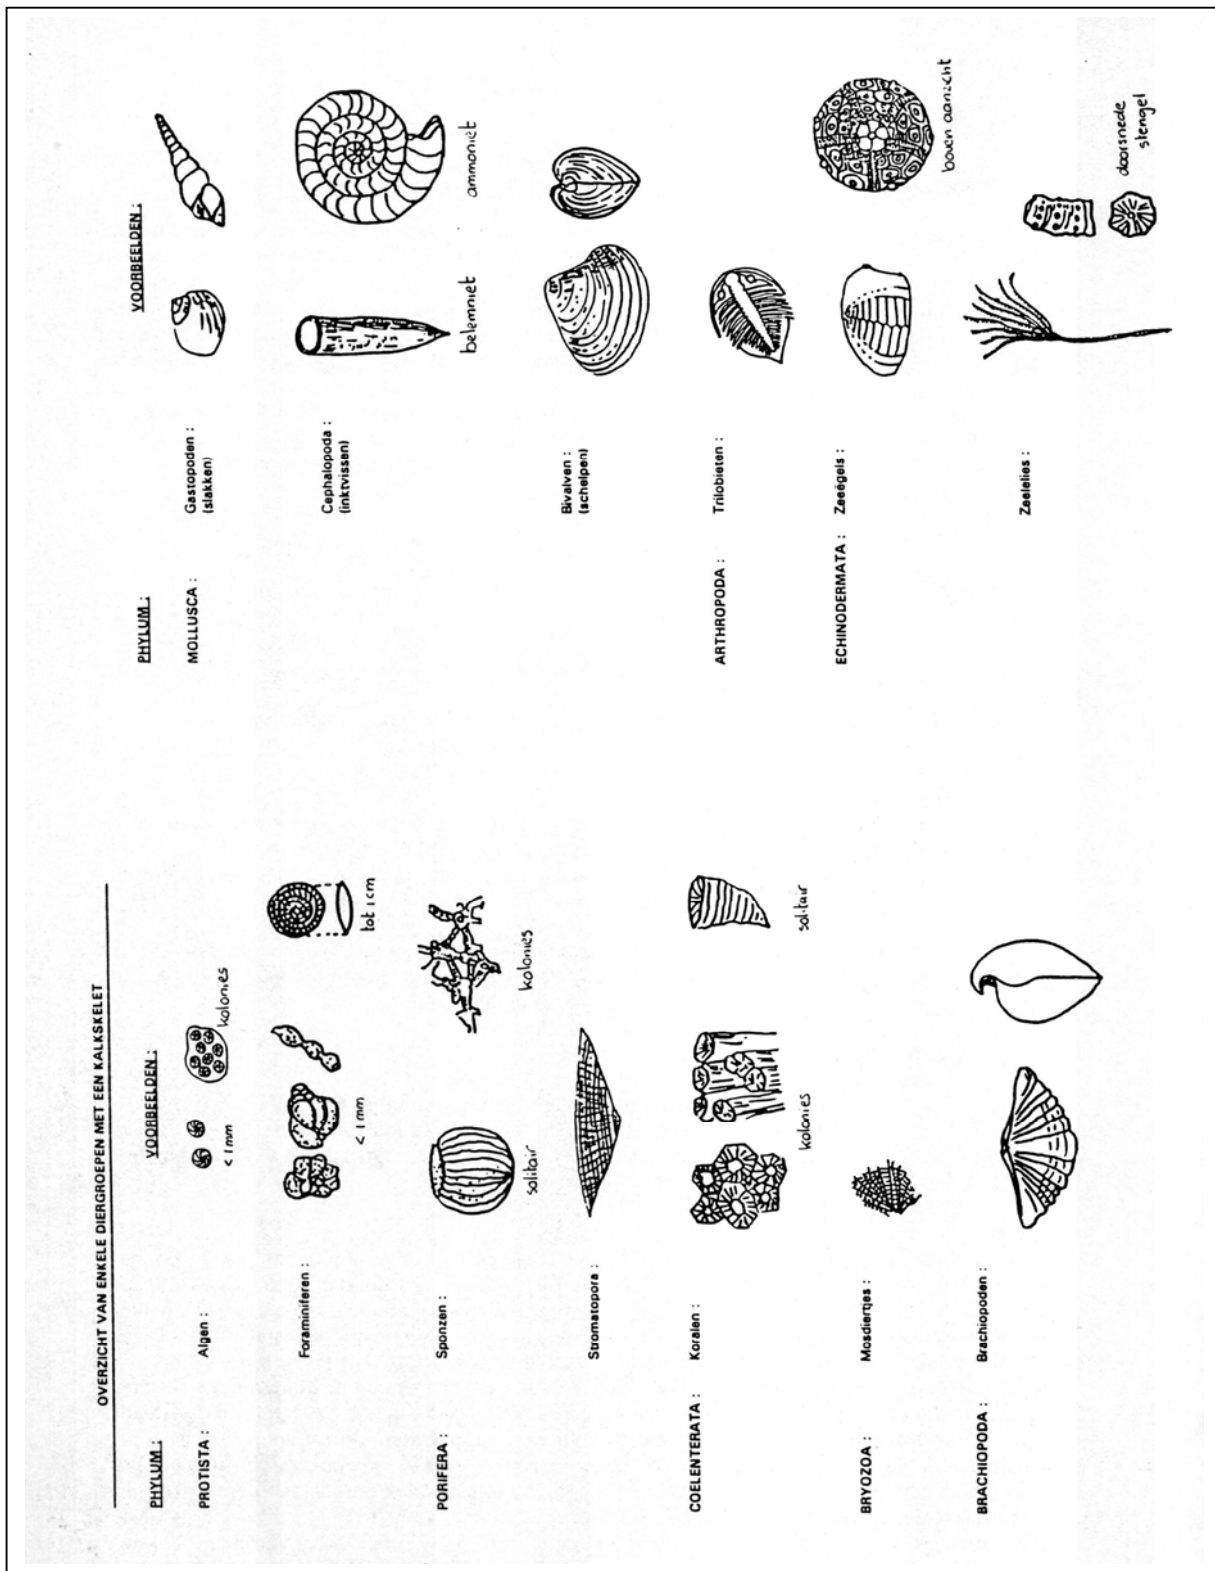 OVERZICHT VAN ENKELE DIERGROEPEN MET EEN KALKSKELET
PHYLUM :
VOORBEELDEN :
PROTISTA :
Algen :
< 1mm
kolonies
Foraminiferen :
< 1 mm
tot 1 cm
PORIFERA :
Sponzen :
solitair
kolonies
Stromatopora :
COELENTERATA :
Koralen :
kolonies
solitair
BRYOZOA :
Mosdiertjes :
BRACHIOPODA :
Brachiopoden :
PHYLUM :
VOORBEELDEN :
MOLLUSCA :
Gastopoden :
(slakken)
Cephalopoda :
(inktvissen)
belemniet
ammoniet
Bivalven :
(schelpen)
ARTHROPODA :
Trilobieten :
ECHINODERMATA :
Zeeëgels :
boven aanzicht
Zeelelies :
doorsnede
stengel